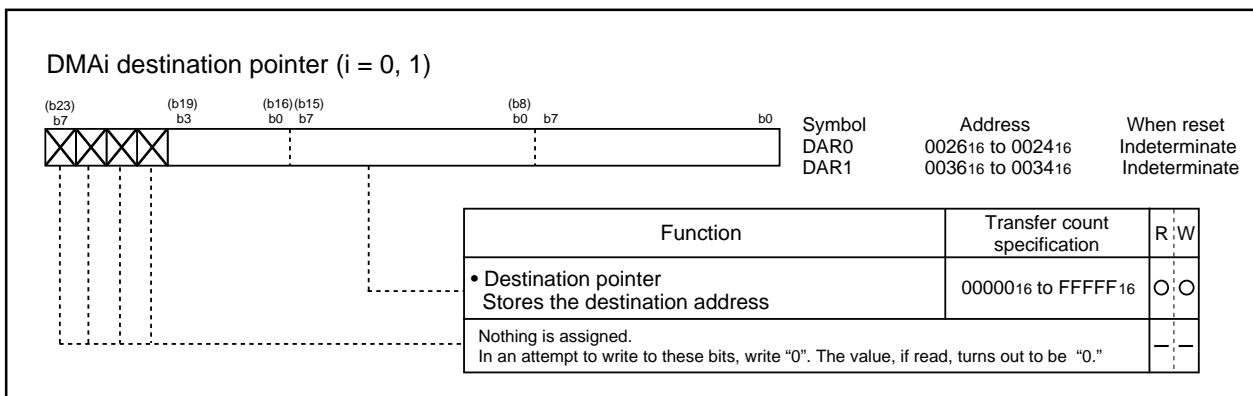 DMAi destination pointer (i = 0, 1)
(b23) (b19) (b16)(b15) (b8)
b7 b3 b0 b7 b0 b7 b0
Symbol Address When reset
DAR0 002616 to 002416 Indeterminate
DAR1 003616 to 003416 Indeterminate
Function Transfer count specification R W
• Destination pointer
Stores the destination address 0000016 to FFFFF16 O O
Nothing is assigned.
In an attempt to write to these bits, write “0”. The value, if read, turns out to be “0.” – –